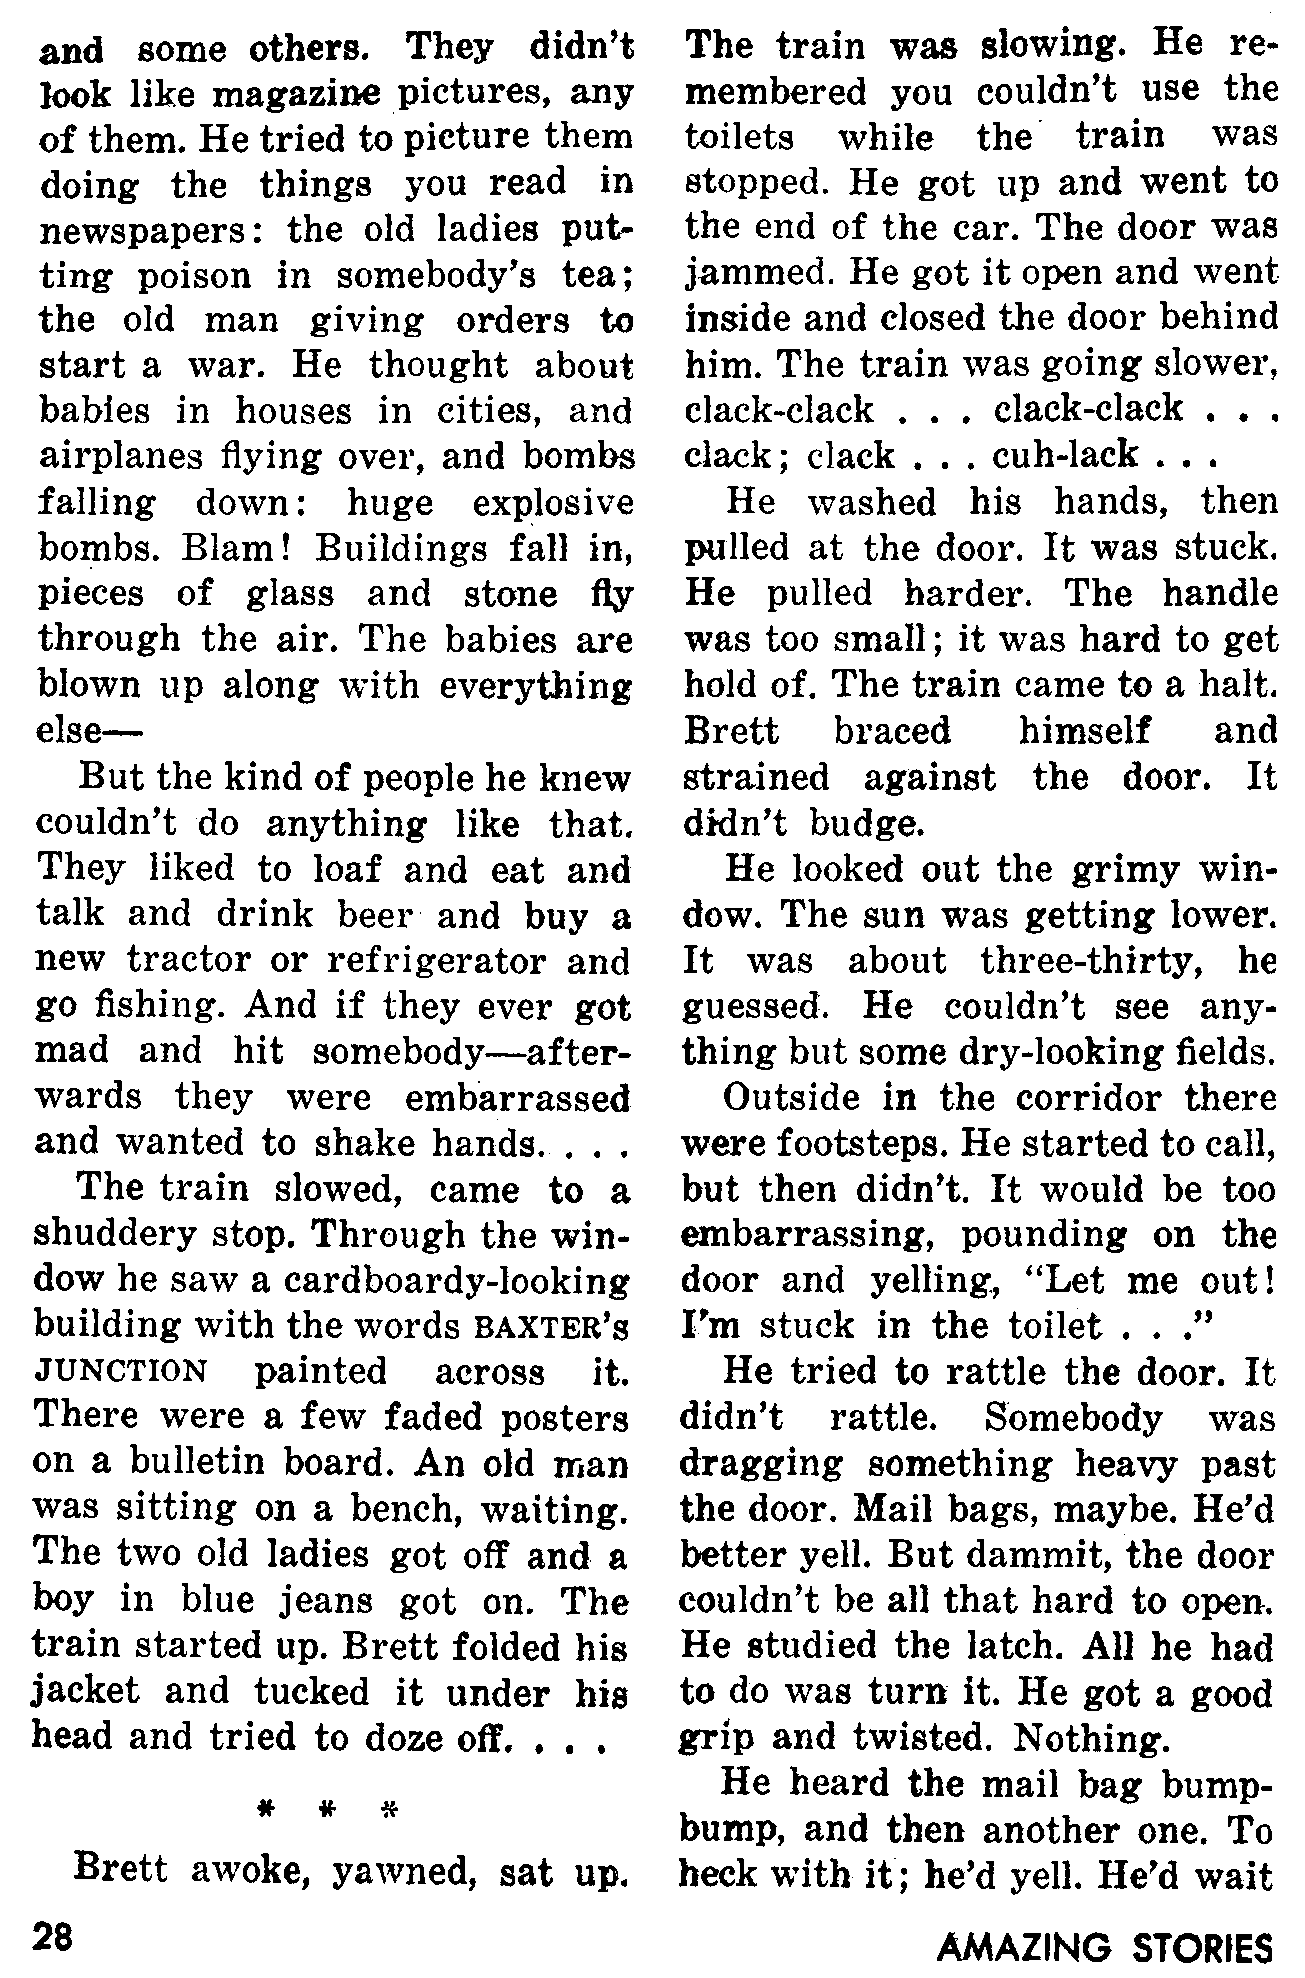 and some others. They didn't
look like magazine pictures, any
of them. He tried to picture them
doing the things you read in
newspapers: the old ladies put-
ting poison in somebody's tea;
the old man giving orders to
start a war. He thought about
babies in houses in cities, and
airplanes flying over, and bombs
falling down: huge explosive
bombs. Blam! Buildings fall in,
pieces of glass and stone fly
through the air. The babies are
blown up along with everything
else—
But the kind of people he knew
couldn't do anything like that.
They liked to loaf and eat and
talk and drink beer and buy a
new tractor or refrigerator and
go fishing. And if they ever got
mad and hit somebody—after-
wards they were embarrassed
and wanted to shake hands. . . .
The train slowed, came to a
shuddery stop. Through the win-
dow he saw a cardboardy-looking
building with the words BAXTER'S
JUNCTION painted across it.
There were a few faded posters
on a bulletin board. An old man
was sitting on a bench, waiting.
The two old ladies got off and a
boy in blue jeans got on. The
train started up. Brett folded his
jacket and tucked it under his
head and tried to doze off. . . .
* * *
Brett awoke, yawned, sat up.
The train was slowing. He re-
membered you couldn't use the
toilets while the train was
stopped. He got up and went to
the end of the car. The door was
jammed. He got it open and went
inside and closed the door behind
him. The train was going slower,
clack-clack . . . clack-clack . . .
clack; clack . . . cuh-lack . . .
He washed his hands, then
pulled at the door. It was stuck.
He pulled harder. The handle
was too small; it was hard to get
hold of. The train came to a halt.
Brett braced himself and
strained against the door. It
didn't budge.
He looked out the grimy win-
dow. The sun was getting lower.
It was about three-thirty, he
guessed. He couldn't see any-
thing but some dry-looking fields.
Outside in the corridor there
were footsteps. He started to call,
but then didn't. It would be too
embarrassing, pounding on the
door and yelling, "Let me out!
I'm stuck in the toilet . . ."
He tried to rattle the door. It
didn't rattle. Somebody was
dragging something heavy past
the door. Mail bags, maybe. He'd
better yell. But dammit, the door
couldn't be all that hard to open.
He studied the latch. All he had
to do was turn it. He got a good
grip and twisted. Nothing.
He heard the mail bag bump-
bump, and then another one. To
heck with it; he'd yell. He'd wait
28
AMAZING STORIES